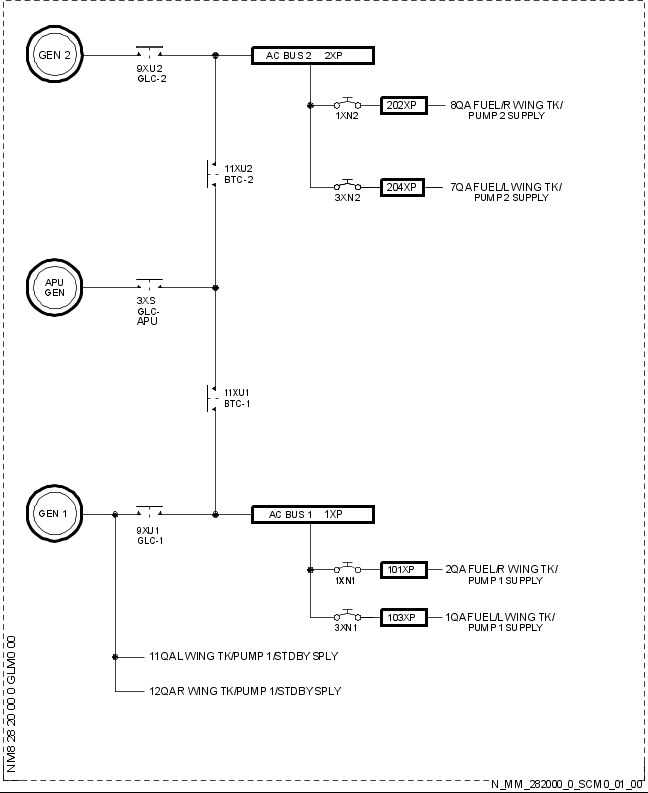 GEN 2
9XU2
GLC-2
AC BUS 2 2XP
1XN2
202XP
8QA FUEL/R WING TK/
PUMP 2 SUPPLY
11XU2
BTC-2
3XN2
204XP
7QA FUEL/L WING TK/
PUMP 2 SUPPLY
APU
GEN
3XS
GLC-
APU
11XU1
BTC-1
GEN 1
9XU1
GLC-1
AC BUS 1 1XP
1XN1
101XP
2QA FUEL/R WING TK/
PUMP 1 SUPPLY
3XN1
103XP
1QA FUEL/L WING TK/
PUMP 1 SUPPLY
11QA L WING TK/PUMP 1/STDBY SPLY
12QA R WING TK/PUMP 1/STDBY SPLY
NM8 28 20 00 0 GLM0 00
N_MM_282000_0_SCM0_01_00